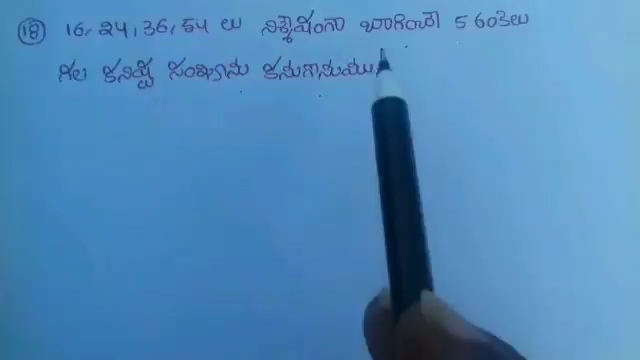 18 16, 24, 36, 54 లు నిశ్శేషంగా భాగించే 5 అంకెలు
గల కనిష్ట సంఖ్యను కనుగొనుము.